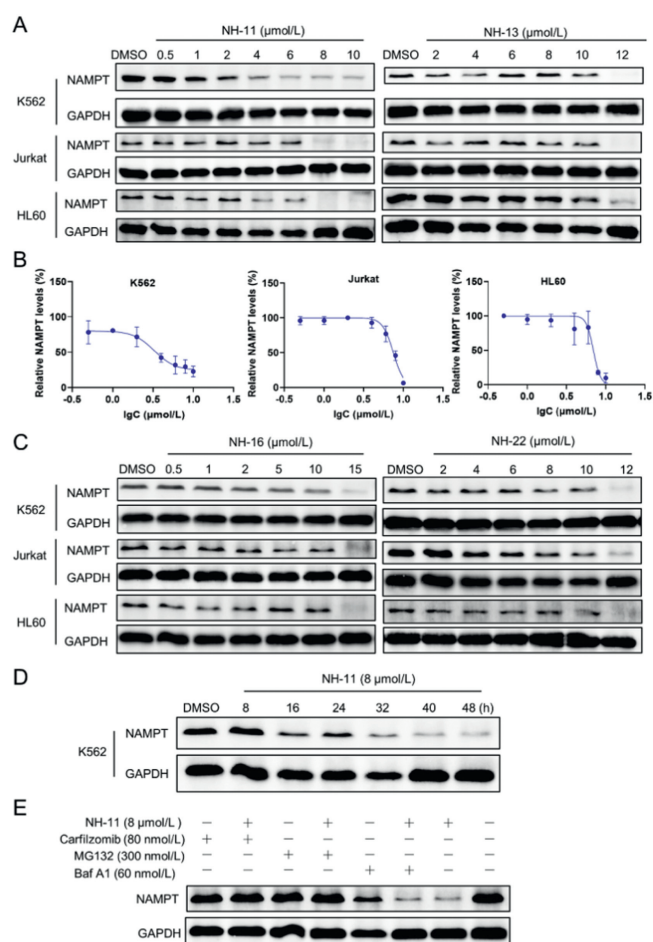 A
NH-11 (µmol/L) NH-13 (µmol/L)
DMSO 0.5 1 2 4 6 8 10 DMSO 2 4 6 8 10 12
K562 NAMPT
GAPDH
Jurkat NAMPT
GAPDH
HL60 NAMPT
GAPDH
B
K562 Jurkat HL60
Relative NAMPT levels (%) Relative NAMPT levels (%) Relative NAMPT levels (%)
150 150 150
100 100 100
50 50 50
0 0 0
-0.5 0.0 0.5 1.0 1.5 -0.5 0.0 0.5 1.0 1.5 -0.5 0.0 0.5 1.0 1.5
lgC (µmol/L) lgC (µmol/L) lgC (µmol/L)
C
NH-16 (µmol/L) NH-22 (µmol/L)
DMSO 0.5 1 2 5 10 15 DMSO 2 4 6 8 10 12
K562 NAMPT
GAPDH
Jurkat NAMPT
GAPDH
HL60 NAMPT
GAPDH
D
NH-11 (8 µmol/L)
DMSO 8 16 24 32 40 48 (h)
K562 NAMPT
GAPDH
E
NH-11 (8 µmol/L ) − + − + − + + −
Carfilzomib (80 nmol/L) + + − − − − − −
MG132 (300 nmol/L) − − + + − − − −
Baf A1 (60 nmol/L) − − − − + + − −
NAMPT
GAPDH